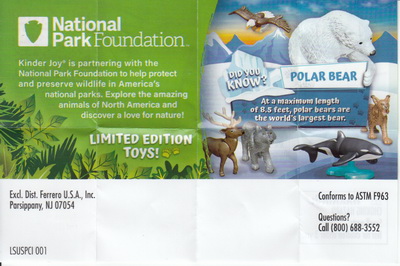 National
Park Foundation
Kinder Joy® is partnering with the
National Park Foundation to help protect
and preserve wildlife in America's
national parks. Explore the amazing
animals of North America and
discover a love for nature!
LIMITED EDITION
TOYS!
DID YOU
KNOW?
POLAR BEAR
At a maximum length
of 8.5 feet, polar bears are
the world's largest bear.
Excl. Dist. Ferrero U.S.A., Inc.
Parsippany, NJ 07054
LSUSPCI 001
Conforms to ASTM F963
Questions?
Call (800) 688-3552